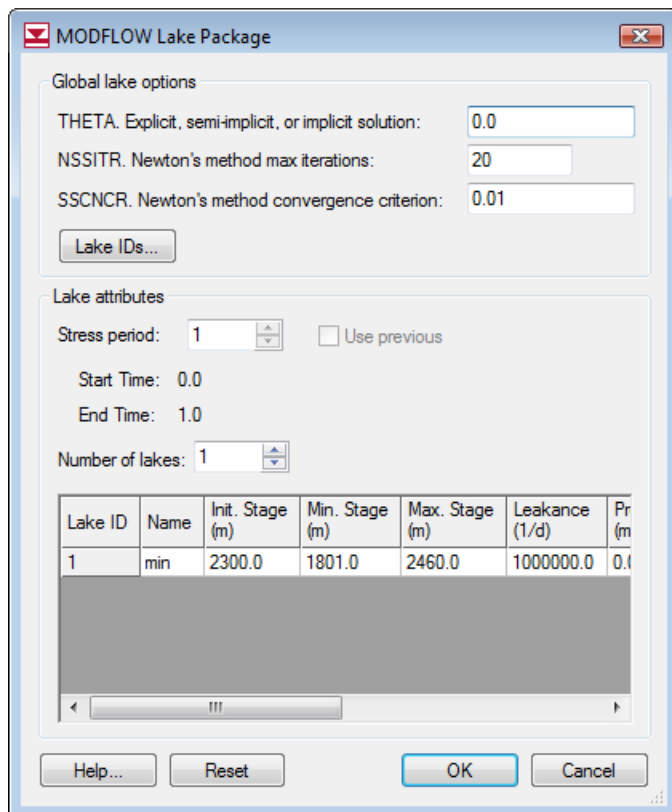 MODFLOW Lake Package
Global lake options
THETA. Explicit, semi-implicit, or implicit solution: 0.0
NSSITR. Newton's method max iterations: 20
SSCNCR. Newton's method convergence criterion: 0.01
Lake IDs...
Lake attributes
Stress period: 1 Use previous
Start Time: 0.0
End Time: 1.0
Number of lakes: 1
Lake ID Name Init. Stage (m) Min. Stage (m) Max. Stage (m) Leakance (1/d)
1 min 2300.0 1801.0 2460.0 1000000.0
Help... Reset OK Cancel